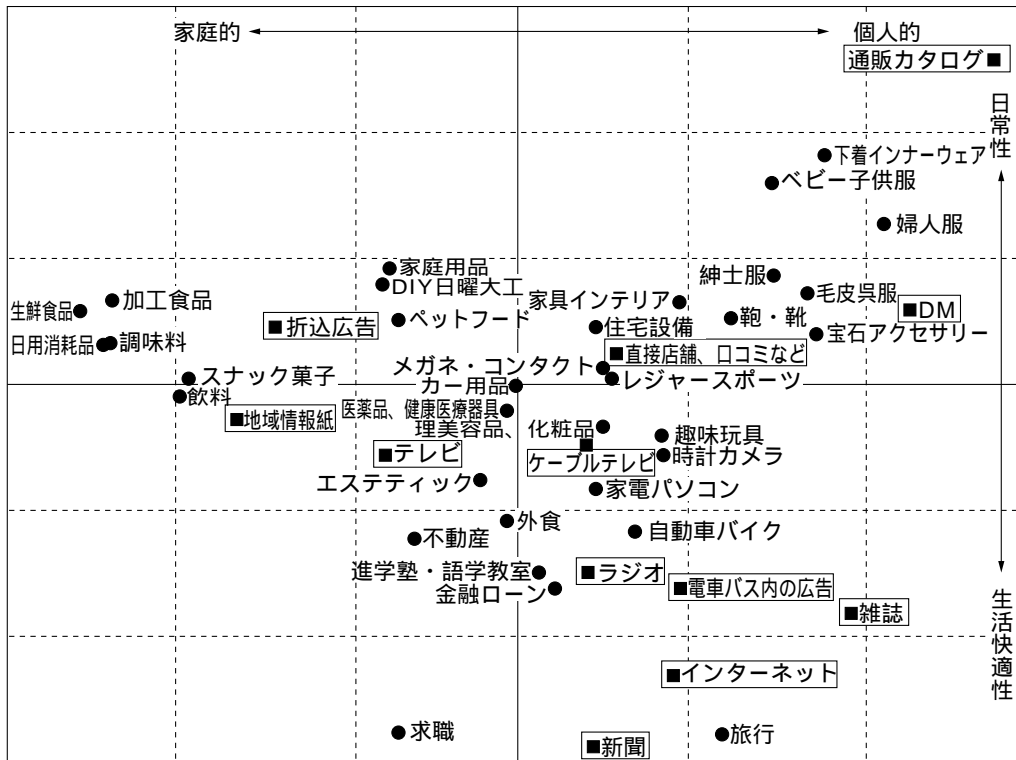 家庭的
個人的
通販カタログ
日常性
下着インナーウェア
ベビー子供服
婦人服
家庭用品
DIY日曜大工
紳士服
毛皮呉服
生鮮食品
加工食品
家具インテリア
DM
折込広告
ペットフード
住宅設備
鞄・靴
宝石アクセサリー
日用消耗品
調味料
直接店舗、口コミなど
メガネ・コンタクト
スナック菓子
レジャースポーツ
カー用品
飲料
地域情報紙
医薬品、健康医療器具
理美容品、化粧品
趣味玩具
テレビ
ケーブルテレビ
時計カメラ
エステティック
家電パソコン
外食
不動産
自動車バイク
進学塾・語学教室
ラジオ
金融ローン
電車バス内の広告
雑誌
生活快適性
インターネット
求職
新聞
旅行